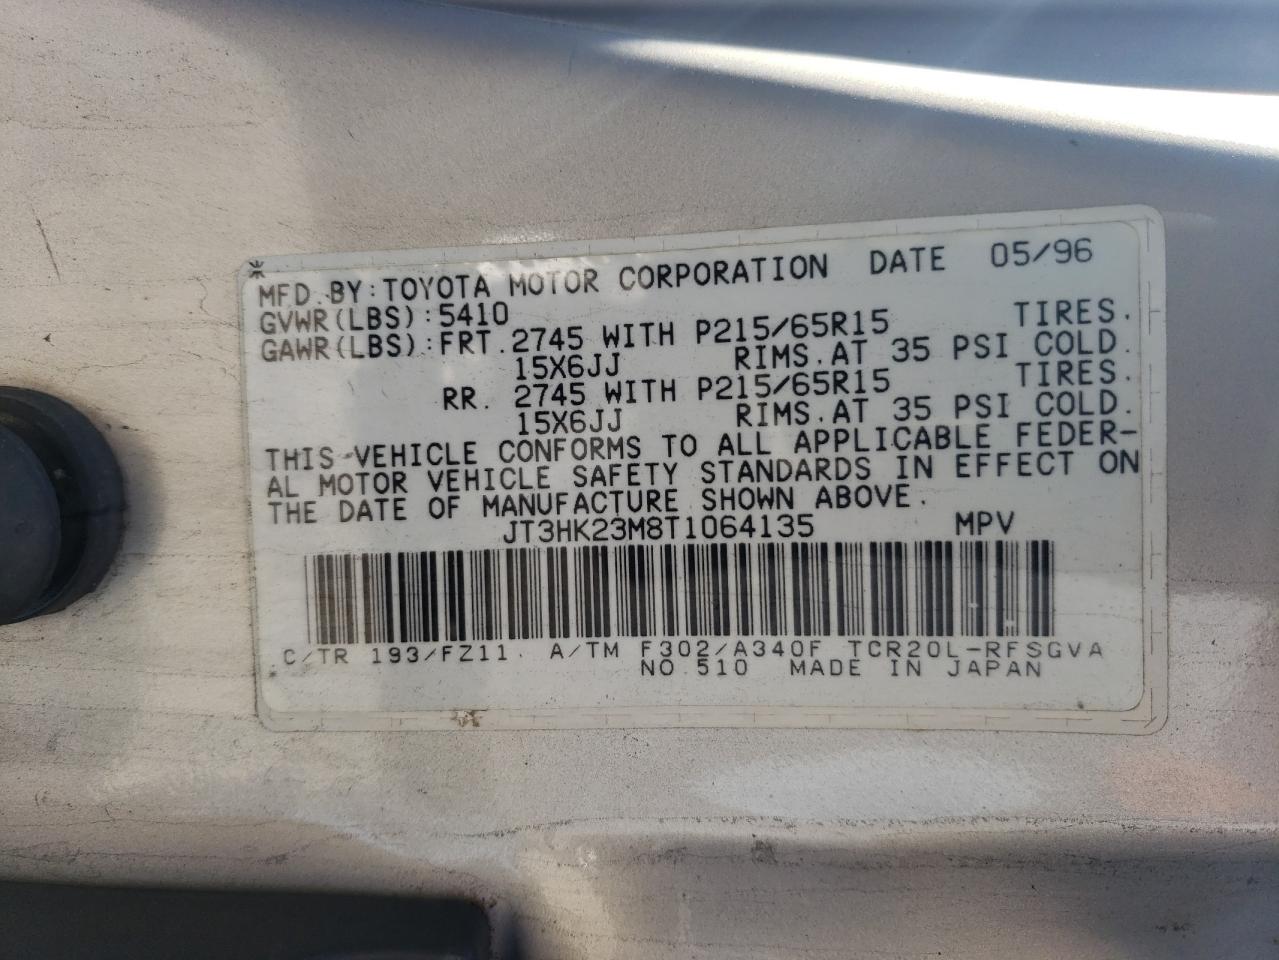 MFD. BY: TOYOTA MOTOR CORPORATION DATE 05/96
GVWR(LBS): 5410
GAWR(LBS): FRT. 2745 WITH P215/65R15 TIRES.
15X6JJ RIMS. AT 35 PSI COLD.
RR. 2745 WITH P215/65R15 TIRES.
15X6JJ RIMS. AT 35 PSI COLD.
THIS VEHICLE CONFORMS TO ALL APPLICABLE FEDER-
AL MOTOR VEHICLE SAFETY STANDARDS IN EFFECT ON
THE DATE OF MANUFACTURE SHOWN ABOVE.
JT3HK23M8T1064135 MPV
C/TR 193/FZ11 A/TM F302/A340F TCR20L-RFSGVA
NO.510 MADE IN JAPAN